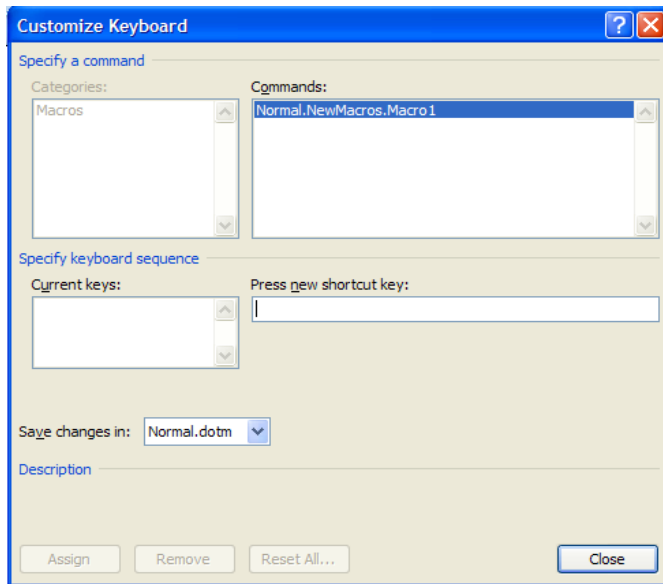 Customize Keyboard
Specify a command
Categories:
Commands:
Macros
Normal.NewMacros.Macro1
Specify keyboard sequence
Current keys:
Press new shortcut key:
Save changes in: Normal.dotm
Description
Assign Remove Reset All... Close